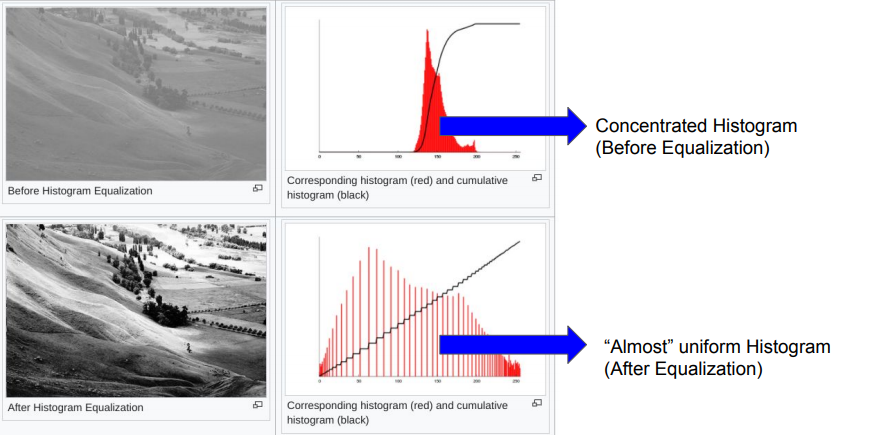 0 50 100 150 200 250
Concentrated Histogram
(Before Equalization)
Before Histogram Equalization
Corresponding histogram (red) and cumulative
histogram (black)
0 50 100 150 200 250
“Almost” uniform Histogram
(After Equalization)
After Histogram Equalization
Corresponding histogram (red) and cumulative
histogram (black)